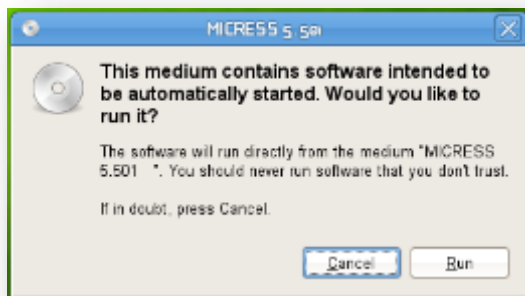 MICRESS 5.501
This medium contains software intended to
be automatically started. Would you like to
run it?
The software will run directly from the medium "MICRESS
5.501 ". You should never run software that you don't trust.
If in doubt, press Cancel.
Cancel Run